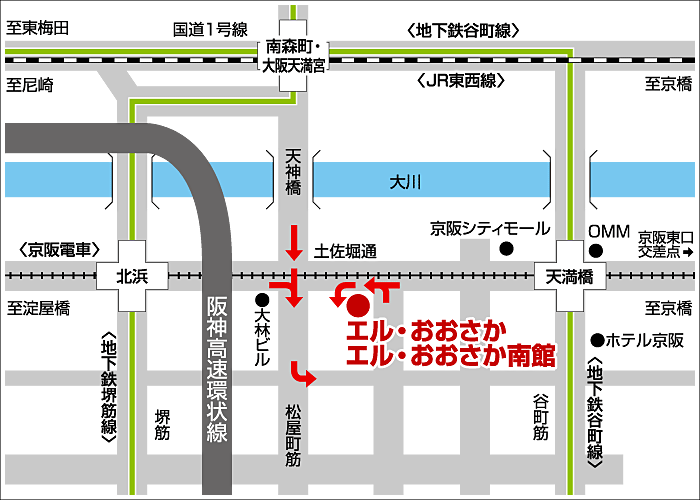 至東梅田
国道1号線
南森町・
大阪天満宮
〈地下鉄谷町線〉
至尼崎
〈JR東西線〉
至京橋
天神橋
大川
京阪シティモール
OMM
京阪東口
交差点→
〈京阪電車〉
土佐堀通
北浜
天満橋
至淀屋橋
至京橋
大林ビル
阪神高速環状線
エル・おおさか
エル・おおさか南館
ホテル京阪
〈地下鉄堺筋線〉
堺筋
松屋町筋
谷町筋
〈地下鉄谷町線〉